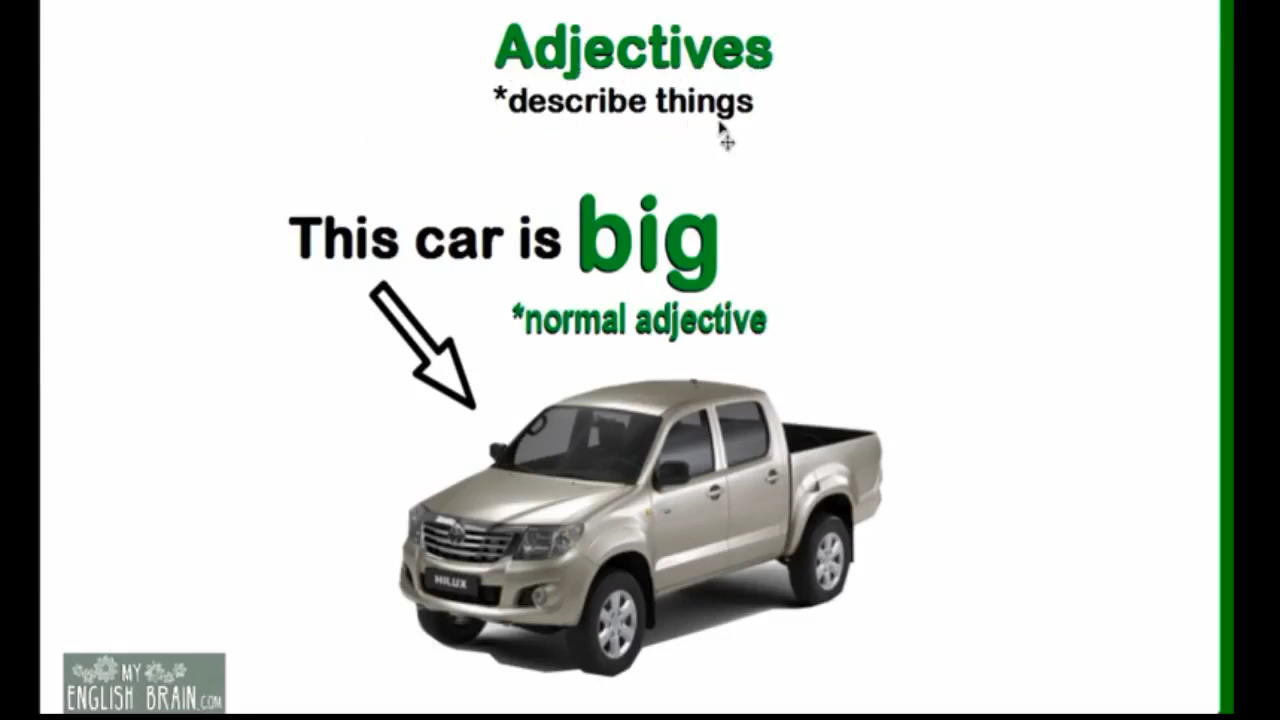 Adjectives
*describe things
This car is big
*normal adjective
HILUX
MY
ENGLISH BRAIN.COM